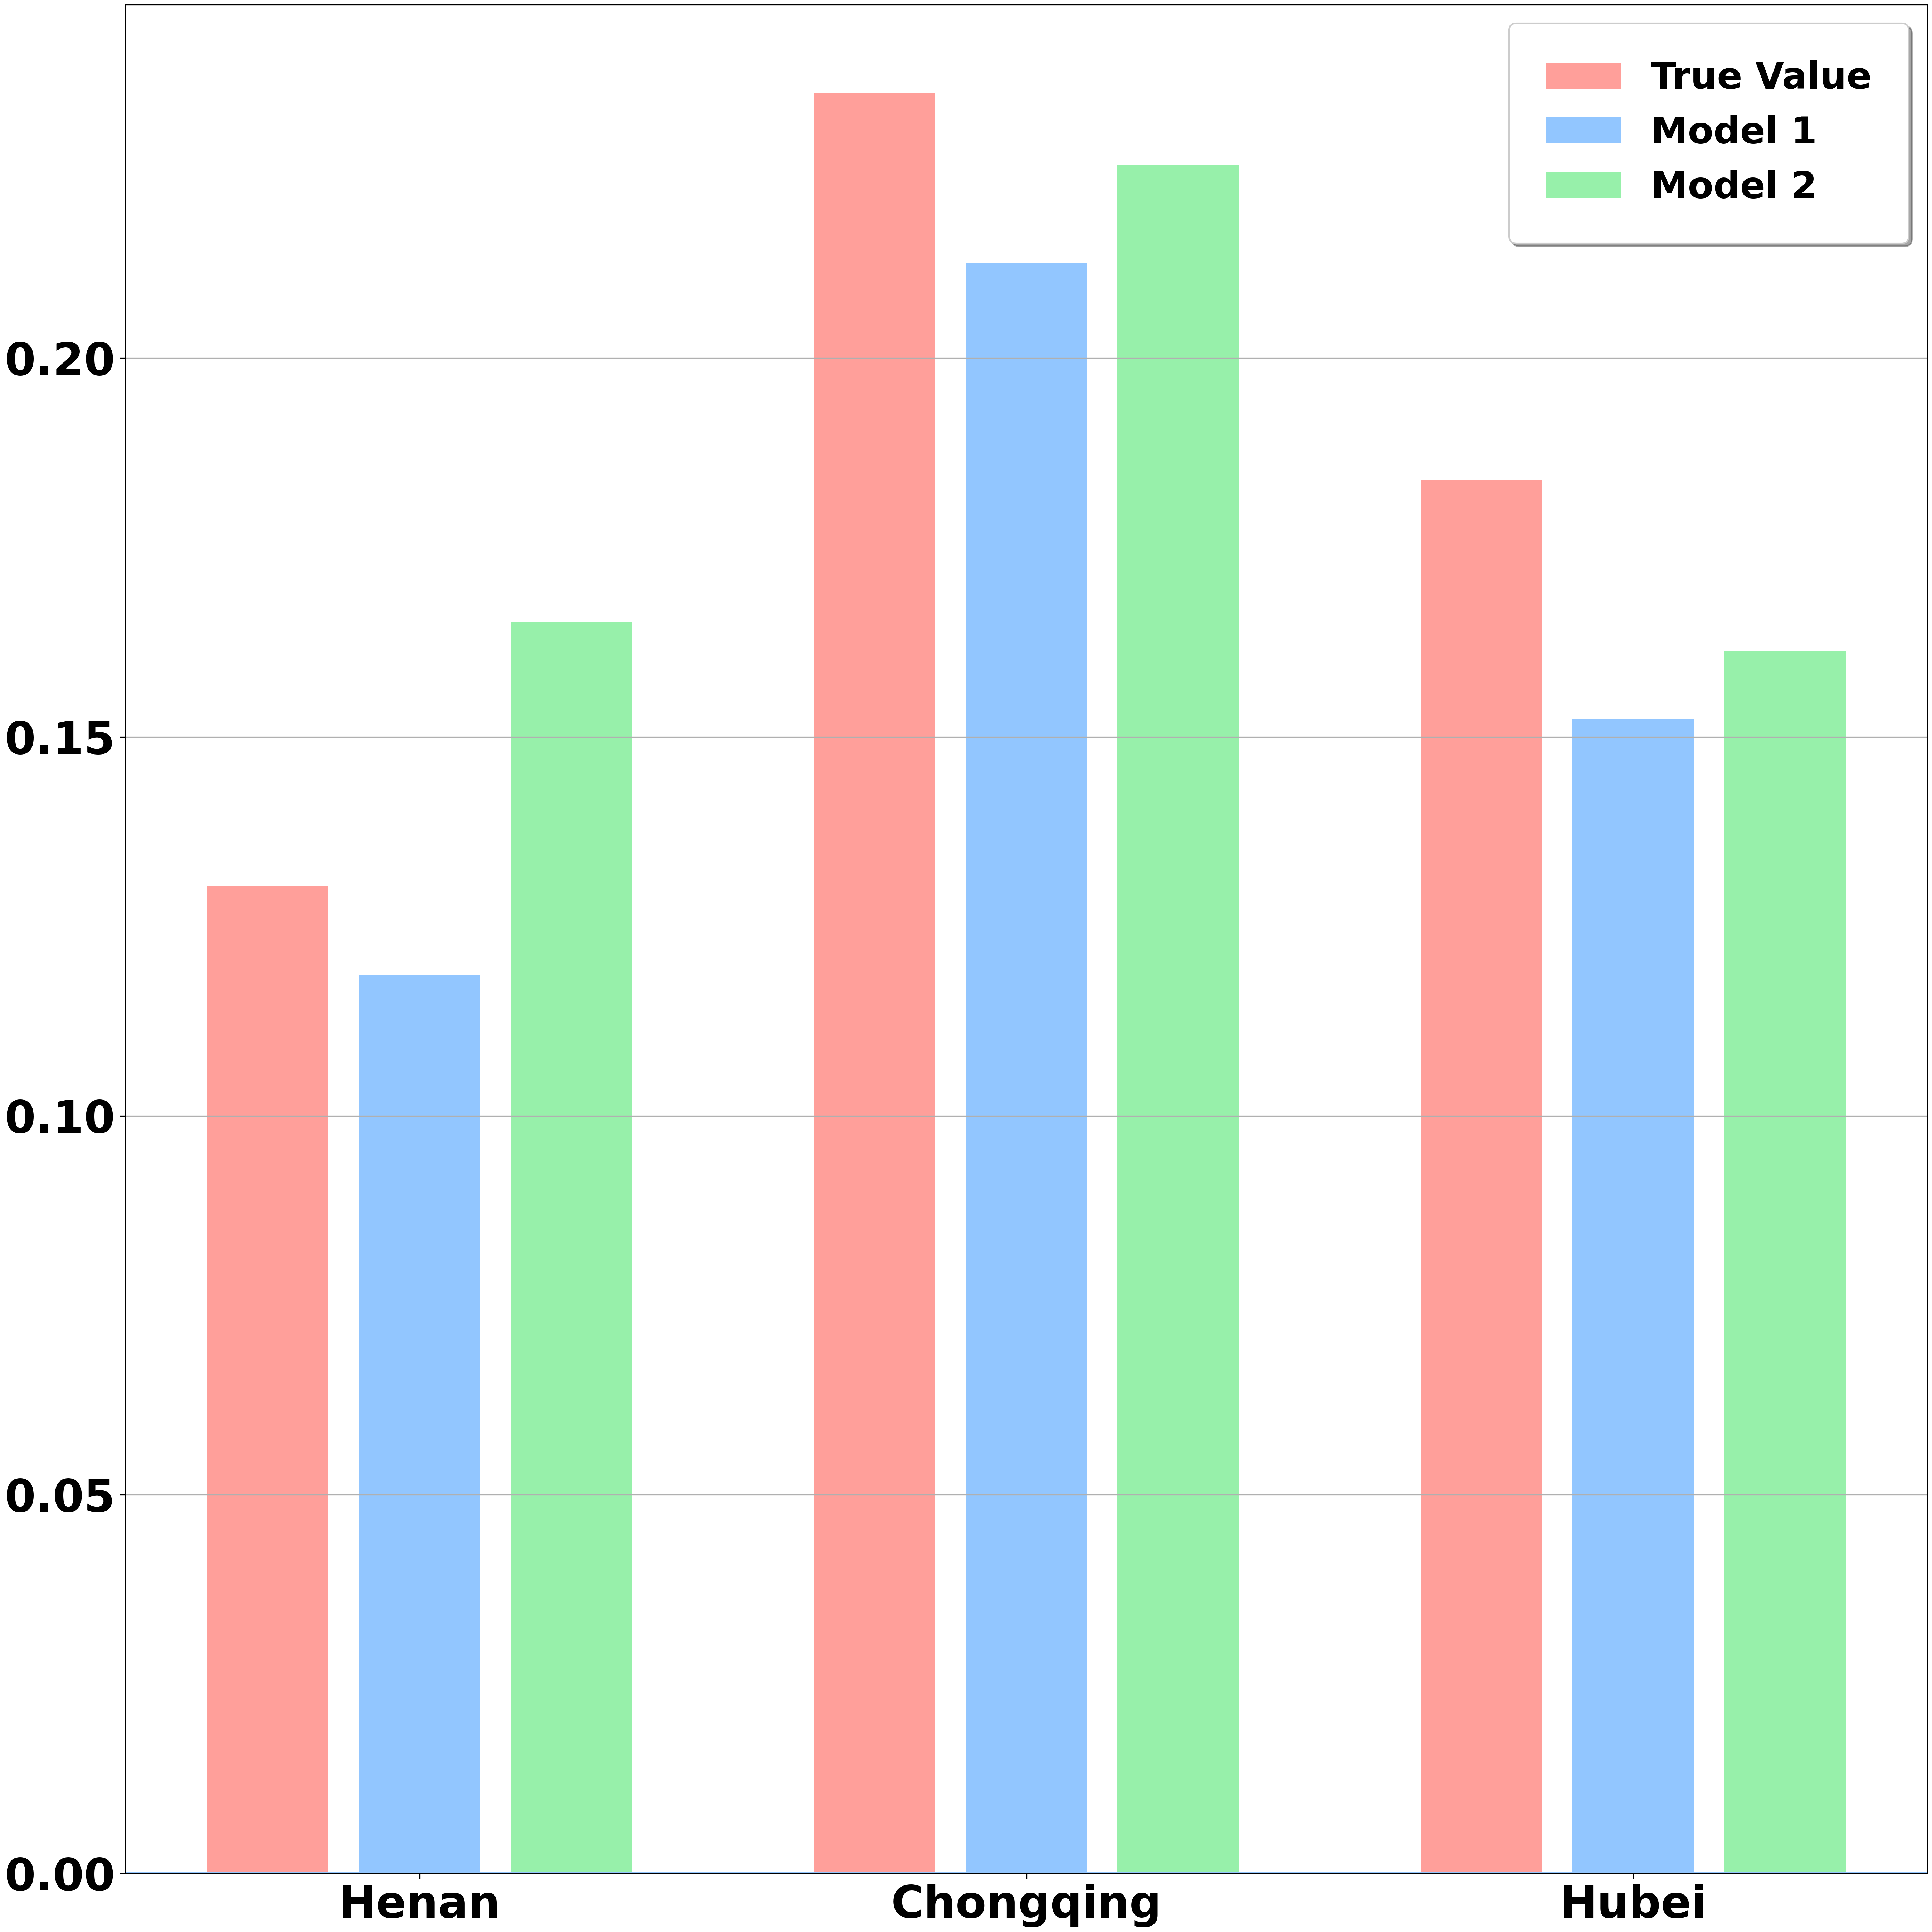 True Value
Model 1
Model 2
0.20
0.15
0.10
0.05
0.00
Henan Chongqing Hubei